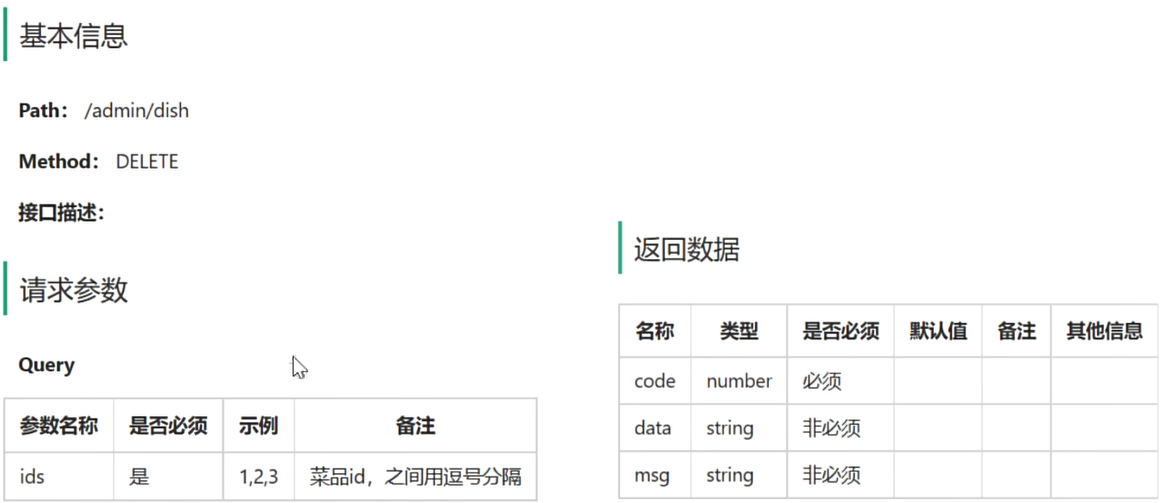 基本信息
Path： /admin/dish
Method： DELETE
接口描述：
请求参数
Query
参数名称 是否必须 示例 备注
ids 是 1,2,3 菜品id，之间用逗号分隔
返回数据
名称 类型 是否必须 默认值 备注 其他信息
code number 必须
data string 非必须
msg string 非必须